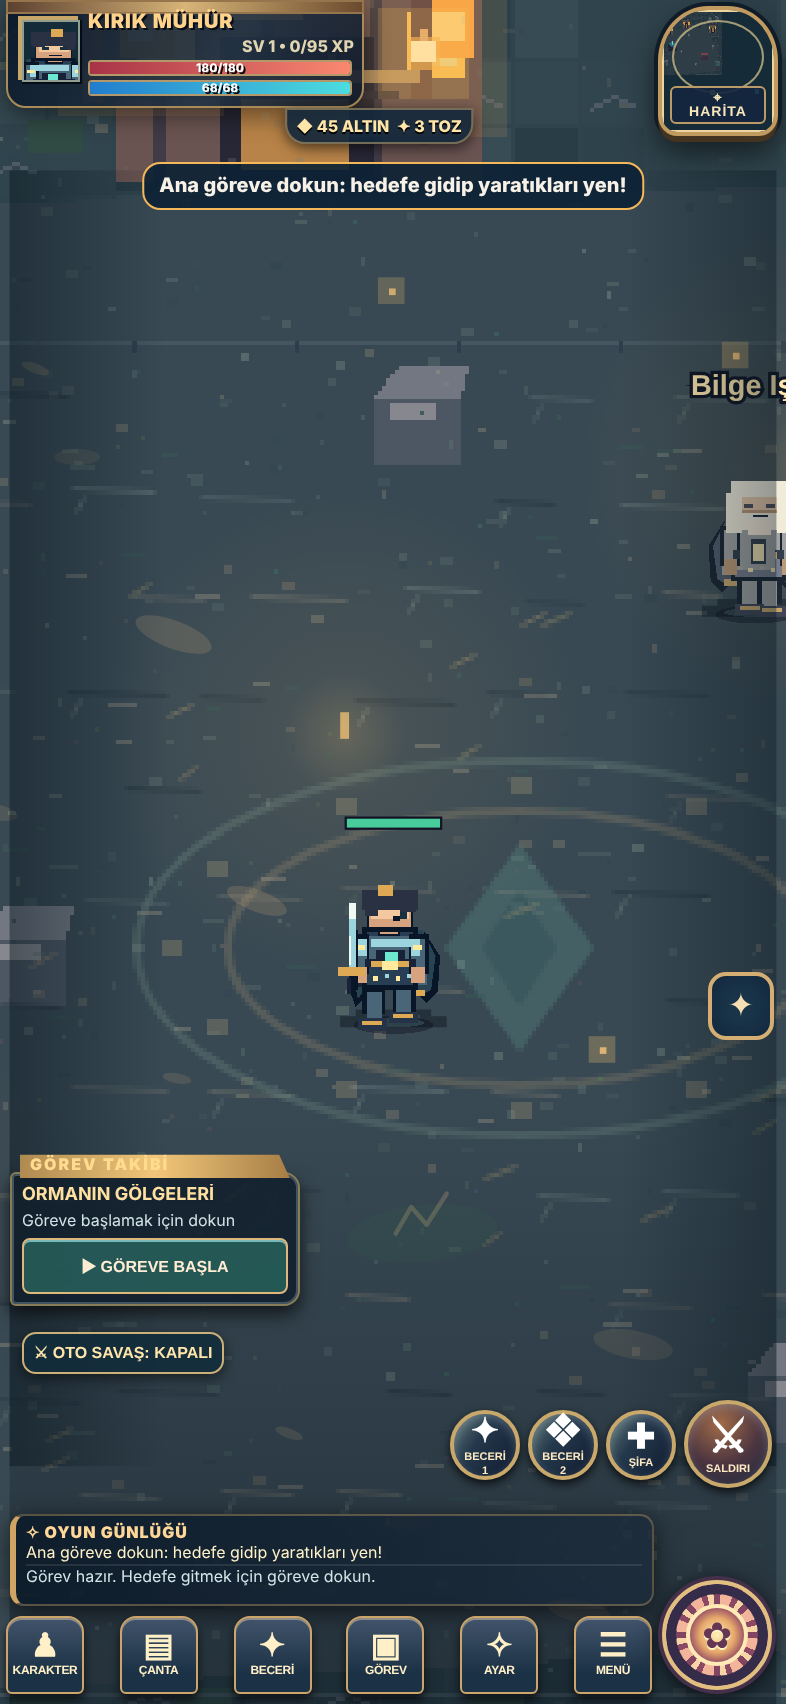 KIRIK MÜHÜR
SV 1 • 0/95 XP
180/180
68/68
◆ 45 ALTIN ✦ 3 TOZ
HARİTA
Ana göreve dokun: hedefe gidip yaratıkları yen!
Bilge I
GÖREV TAKİBİ
ORMANIN GÖLGELERİ
Göreve başlamak için dokun
▶ GÖREVE BAŞLA
⚔ OTO SAVAŞ: KAPALI
BECERİ 1
BECERİ 2
ŞİFA
SALDIRI
✧ OYUN GÜNLÜĞÜ
Ana göreve dokun: hedefe gidip yaratıkları yen!
Görev hazır. Hedefe gitmek için göreve dokun.
KARAKTER
ÇANTA
BECERİ
GÖREV
AYAR
MENÜ